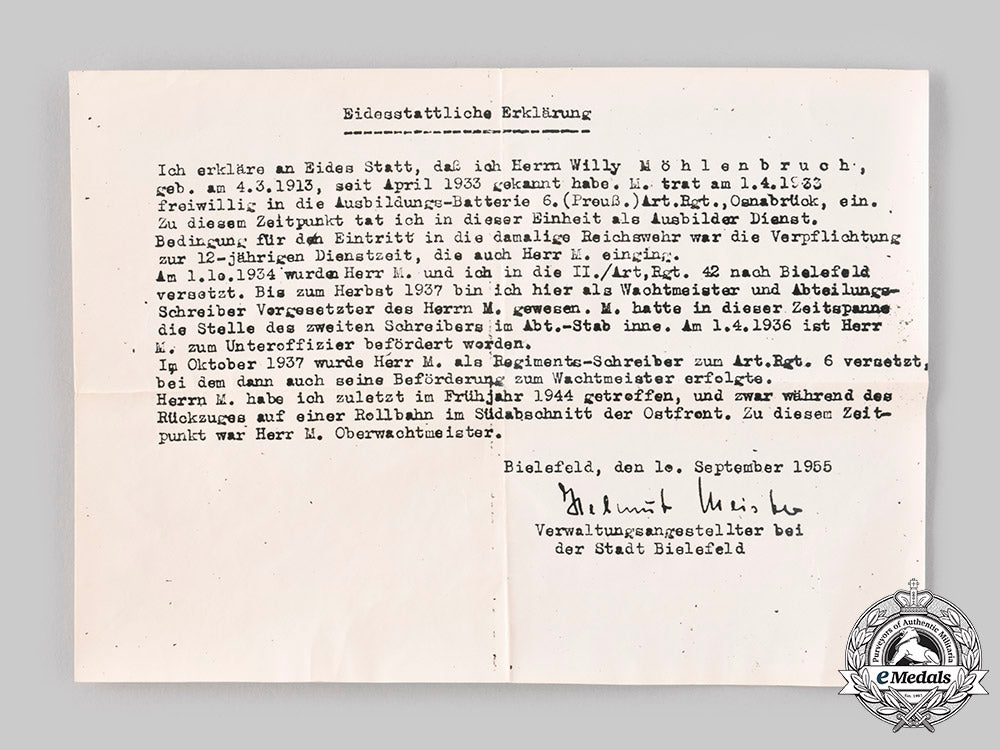 Eidesstattliche Erklärung
Ich erkläre an Eides Statt, daß ich Herrn Willy Möhlenbruch,
geb. am 4.3.1913, seit April 1933 gekannt habe. M. trat am 1.4.1933
freiwillig in die Ausbildungs-Batterie 6.(Preuß.)Art.Rgt.,Osnabrück, ein.
Zu diesem Zeitpunkt tat ich in dieser Einheit als Ausbilder Dienst.
Bedingung für den Eintritt in die damalige Reichswehr war die Verpflichtung
zur 12-jährigen Dienstzeit, die auch Herr M. einging.
Am 1.1o.1934 wurden Herr M. und ich in die II./Art,Rgt. 42 nach Bielefeld
versetzt. Bis zum Herbst 1937 bin ich hier als Wachtmeister und Abteilungs-
Schreiber Vorgesetzter des Herrn M. gewesen. M. hatte in dieser Zeitspanne
die Stelle des zweiten Schreibers im Abt.-Stab inne. Am 1.4.1936 ist Herr
M. zum Unteroffizier befördert worden.
Im Oktober 1937 wurde Herr M. als Regiments-Schreiber zum Art.Rgt. 6 versetzt,
bei dem dann auch seine Beförderung zum Wachtmeister erfolgte.
Herrn M. habe ich zuletzt im Frühjahr 1944 getroffen, und zwar während des
Rückzuges auf einer Rollbahn im Südabschnitt der Ostfront. Zu diesem Zeit-
punkt war Herr M. Oberwachtmeister.
Bielefeld, den 1o. September 1955
Helmut Meister
Verwaltungsangestellter bei
der Stadt Bielefeld
Purveyors of Authentic Militaria
eMedals